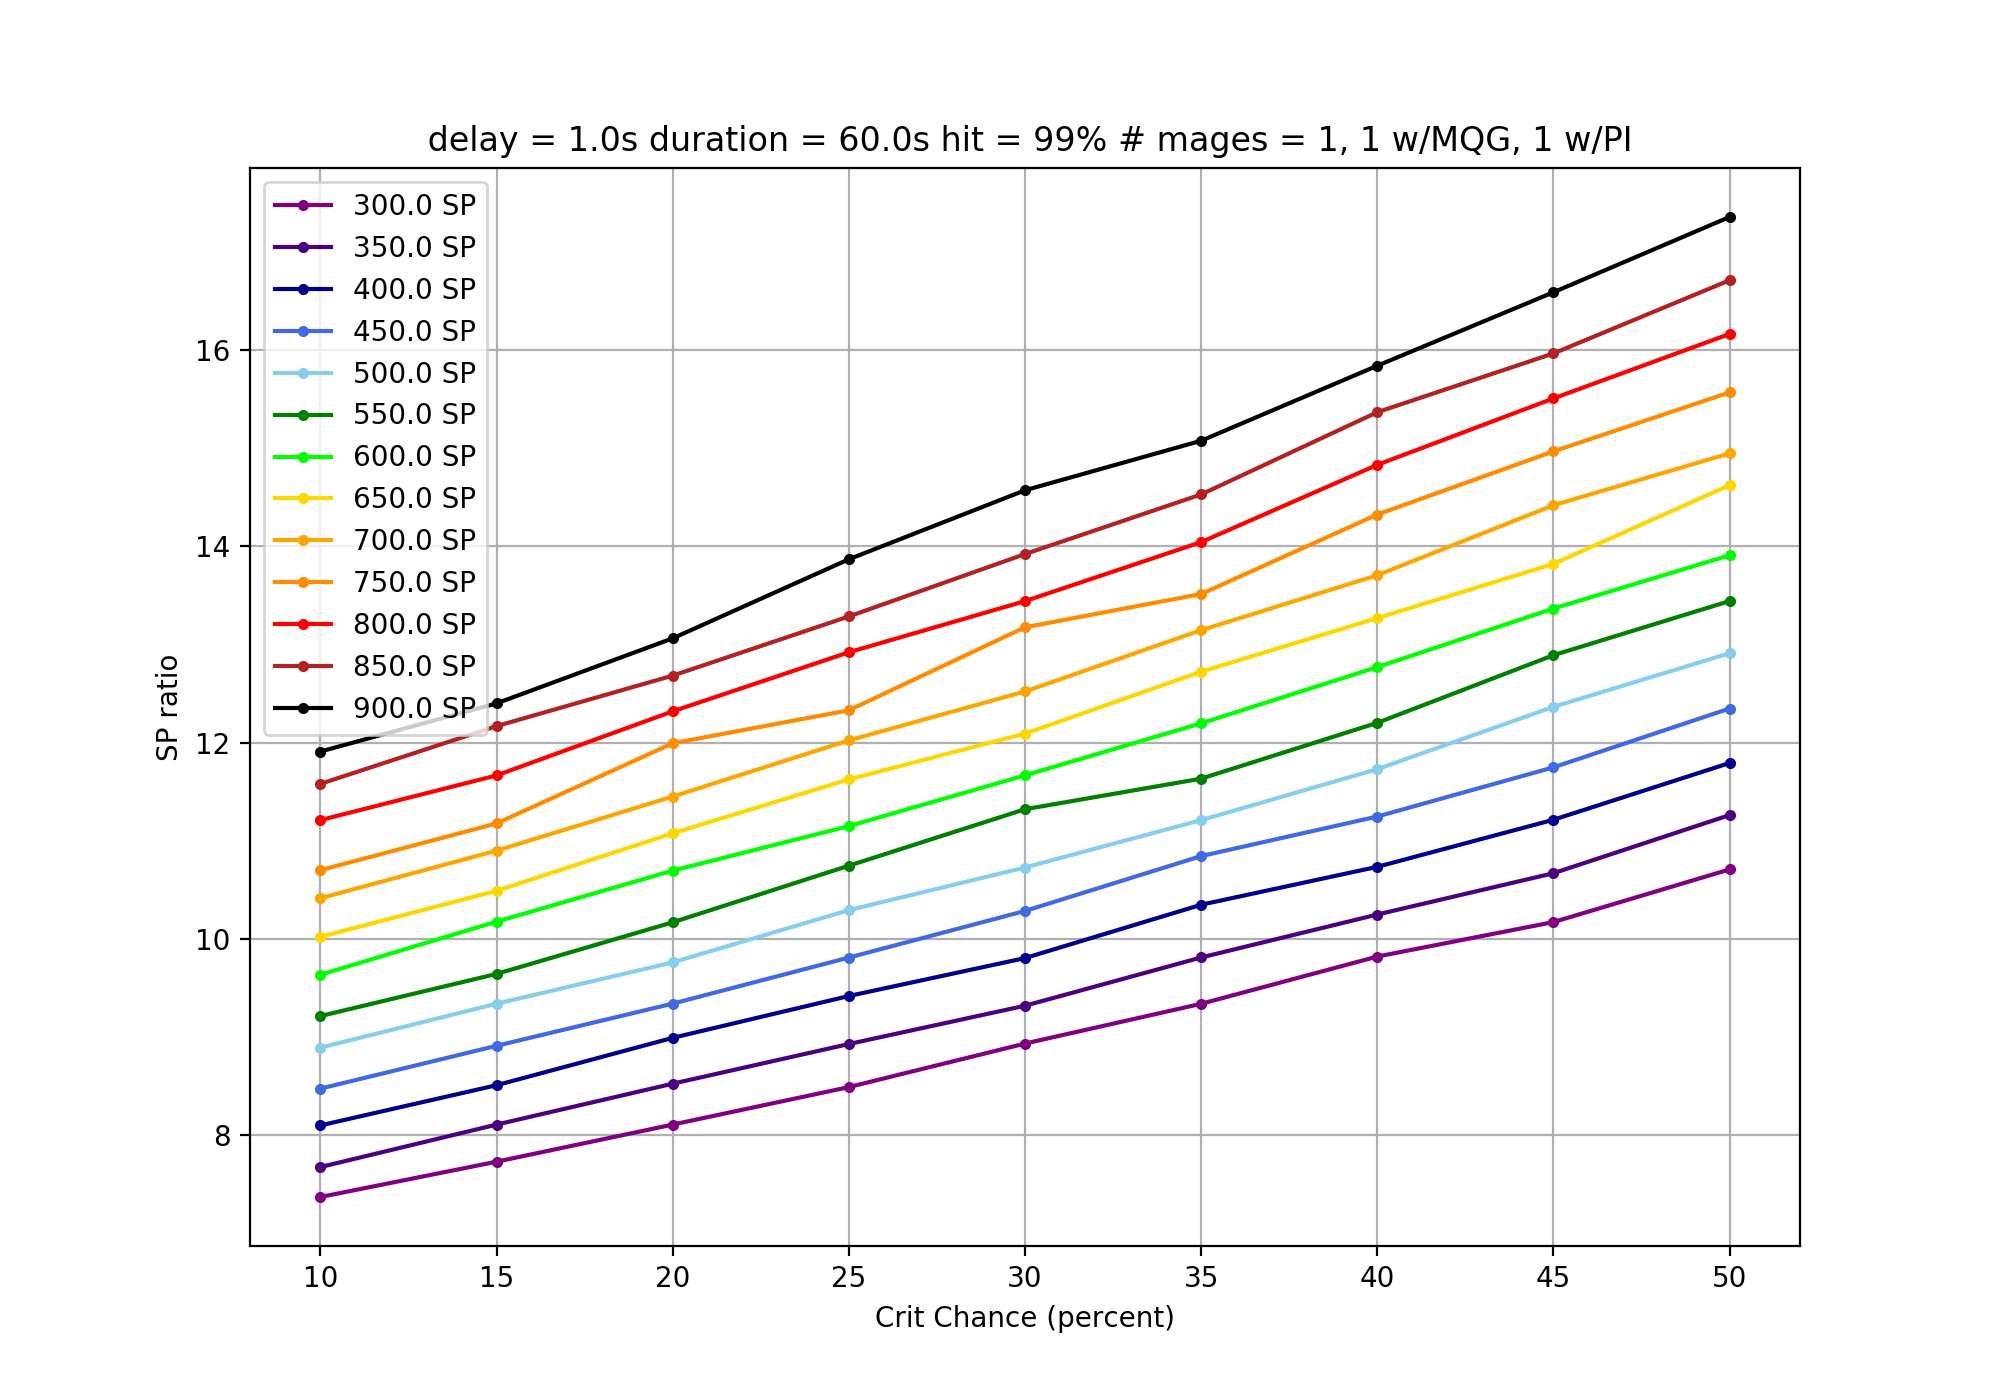 delay = 1.0s duration = 60.0s hit = 99% # mages = 1, 1 w/MQG, 1 w/PI
300.0 SP
350.0 SP
400.0 SP
450.0 SP
500.0 SP
550.0 SP
600.0 SP
650.0 SP
700.0 SP
750.0 SP
800.0 SP
850.0 SP
900.0 SP
SP ratio
16
14
12
10
8
10 15 20 25 30 35 40 45 50
Crit Chance (percent)